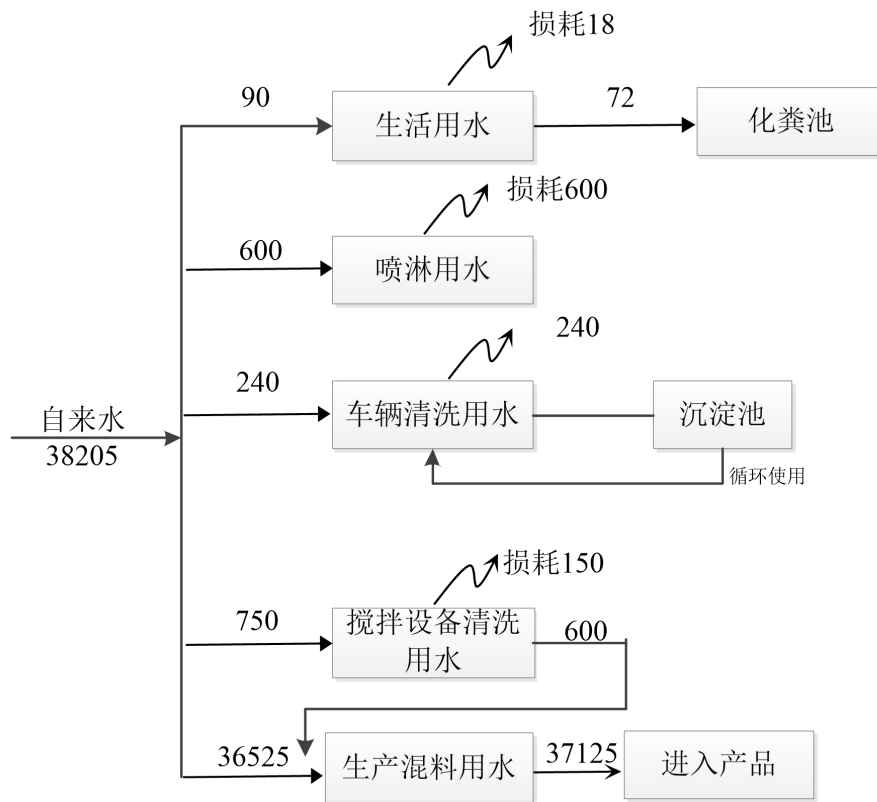 损耗18
90
生活用水
72
化粪池
损耗600
600
喷淋用水
240
240
车辆清洗用水
沉淀池
自来水
38205
循环使用
损耗150
750
搅拌设备清洗
用水
600
36525
生产混料用水
37125
进入产品